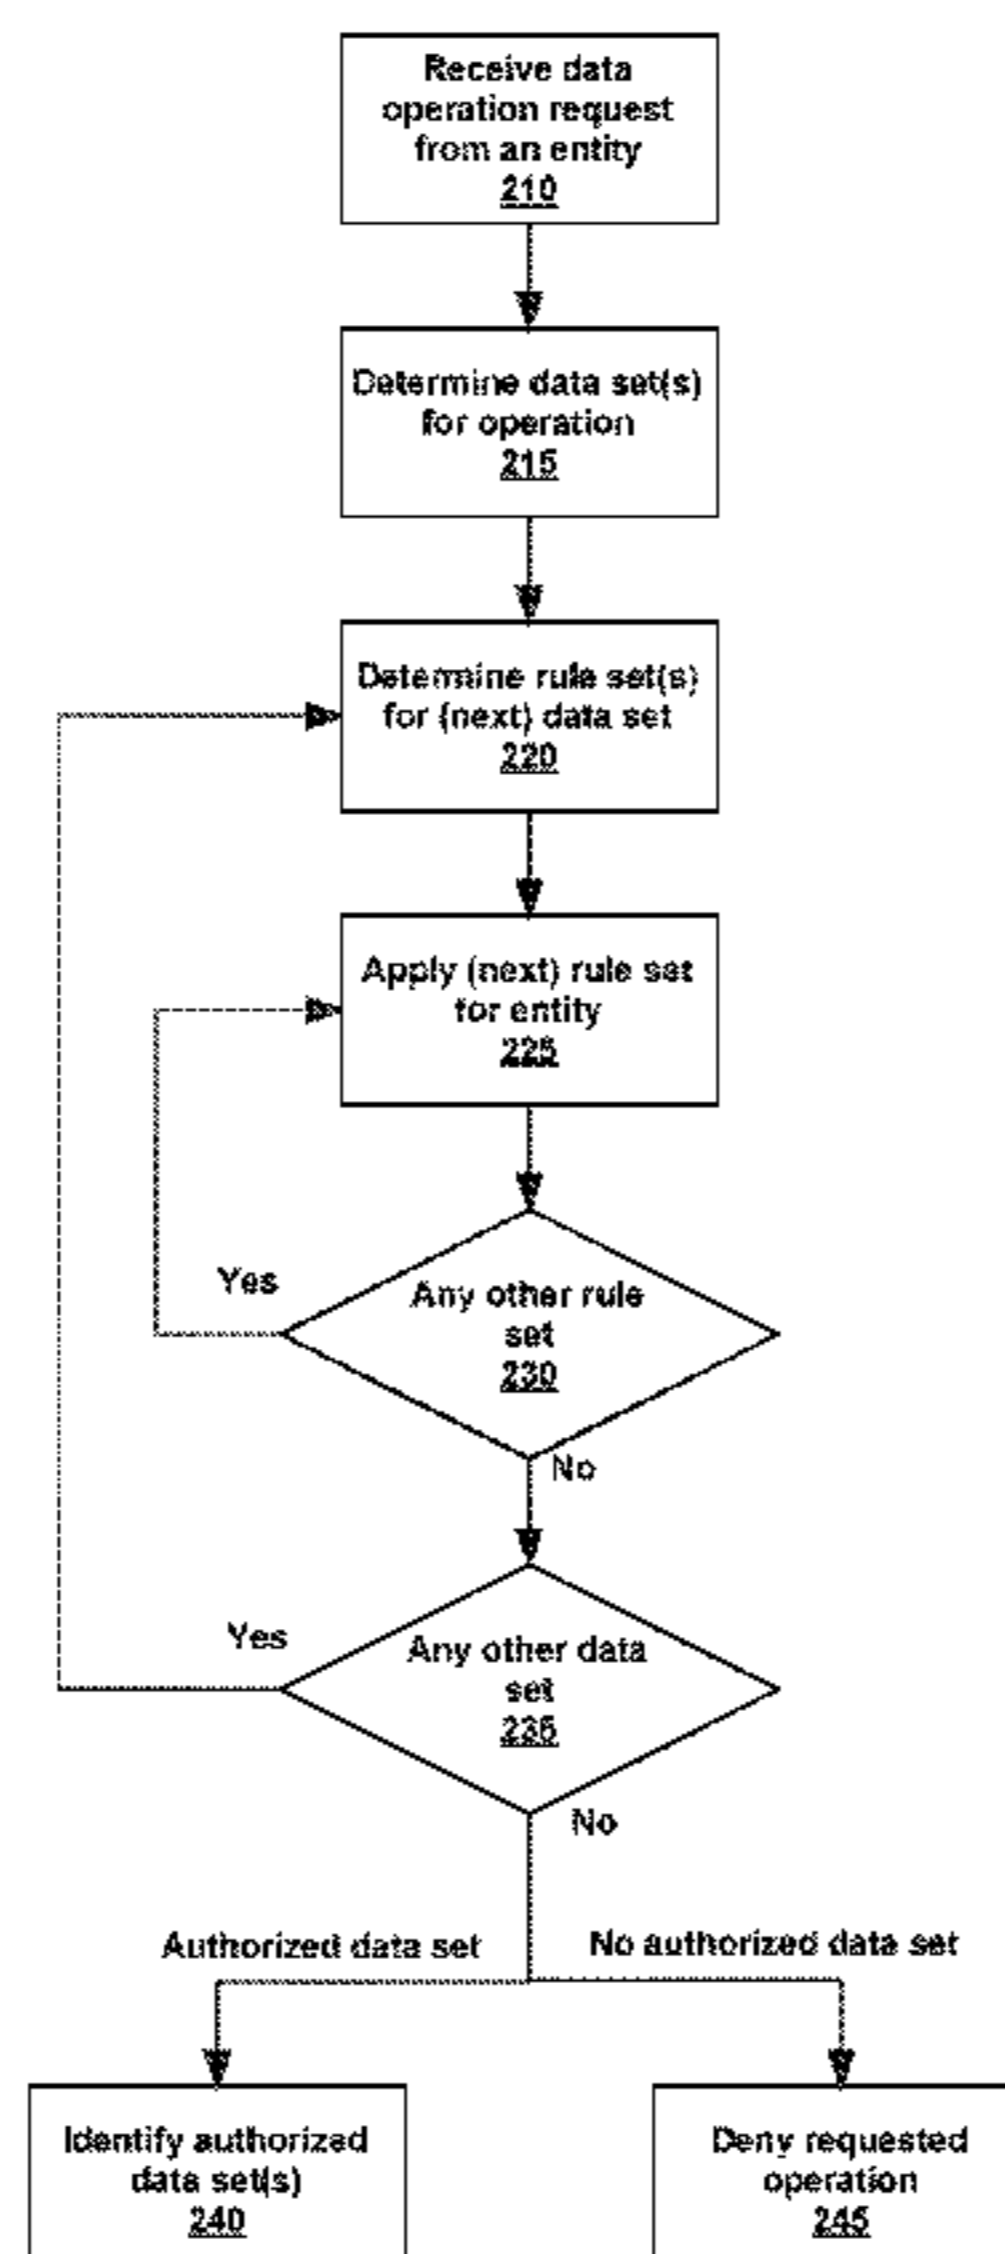 Receive data
operation request
from an entity
210
Determine data set(s)
for operation
215
Determine rule set(s)
for (next) data set
220
Apply (next) rule set
for entity
225
Yes
Any other rule
set
230
No
Yes
Any other data
set
235
No
Authorized data set
No authorized data set
Identify authorized
data set(s)
240
Deny requested
operation
245